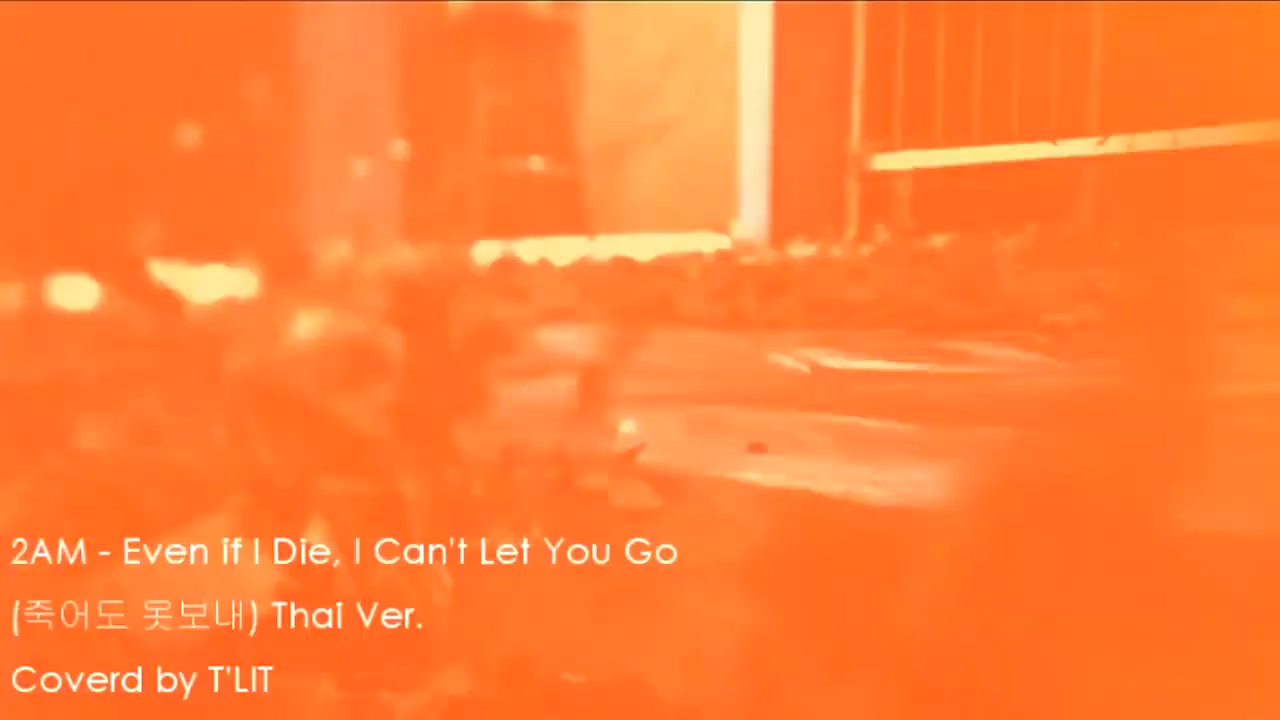 2AM - Even if I Die, I Can't Let You Go
(죽어도 못보내) Thai Ver.
Coverd by T'LIT